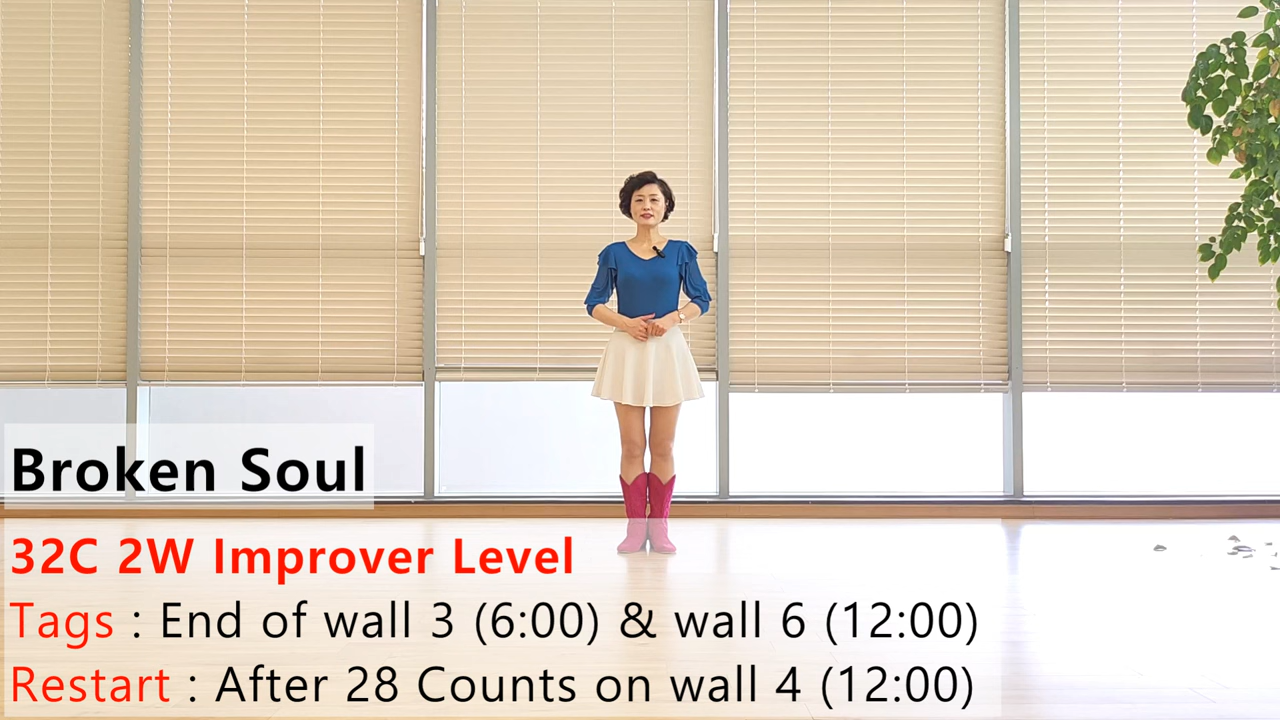 Broken Soul
32C 2W Improver Level
Tags : End of wall 3 (6:00) & wall 6 (12:00)
Restart : After 28 Counts on wall 4 (12:00)